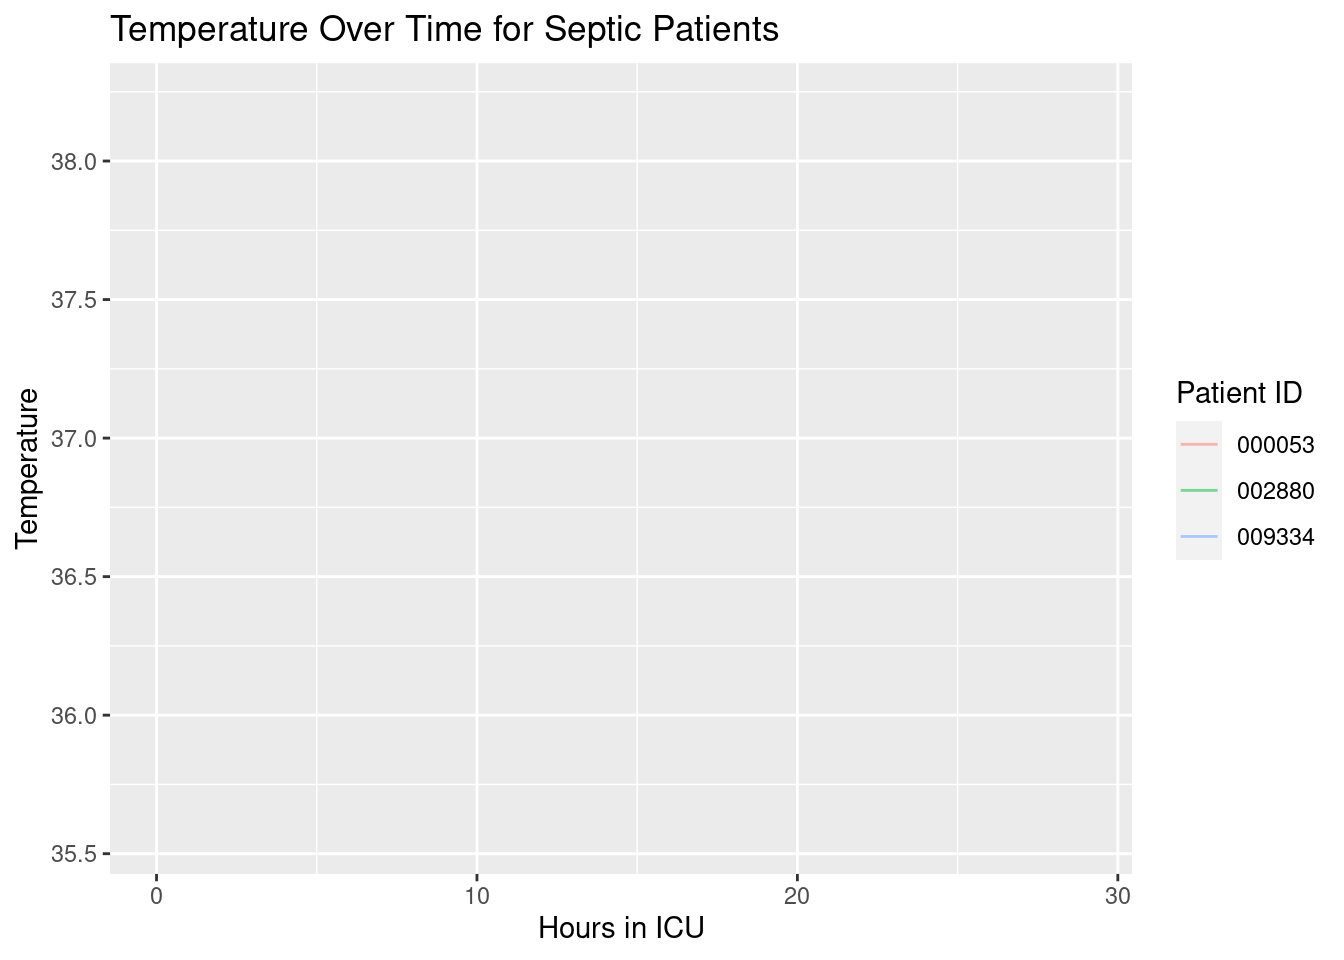 Temperature Over Time for Septic Patients
38.0
37.5
37.0
36.5
36.0
35.5
Temperature
0 10 20 30
Hours in ICU
Patient ID
000053
002880
009334